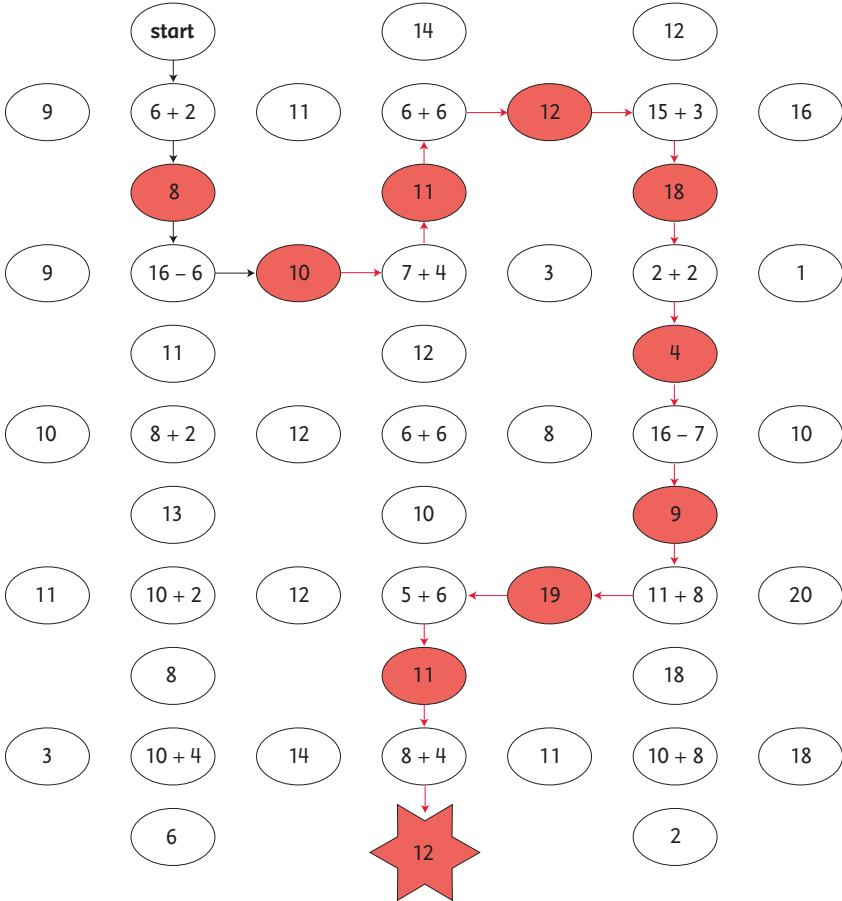 start 14 12
9 6 + 2 11 6 + 6 12 15 + 3 16
8 11 18
9 16 – 6 10 7 + 4 3 2 + 2 1
11 12 4
10 8 + 2 12 6 + 6 8 16 – 7 10
13 10 9
11 10 + 2 12 5 + 6 19 11 + 8 20
8 11 18
3 10 + 4 14 8 + 4 11 10 + 8 18
6 12 2